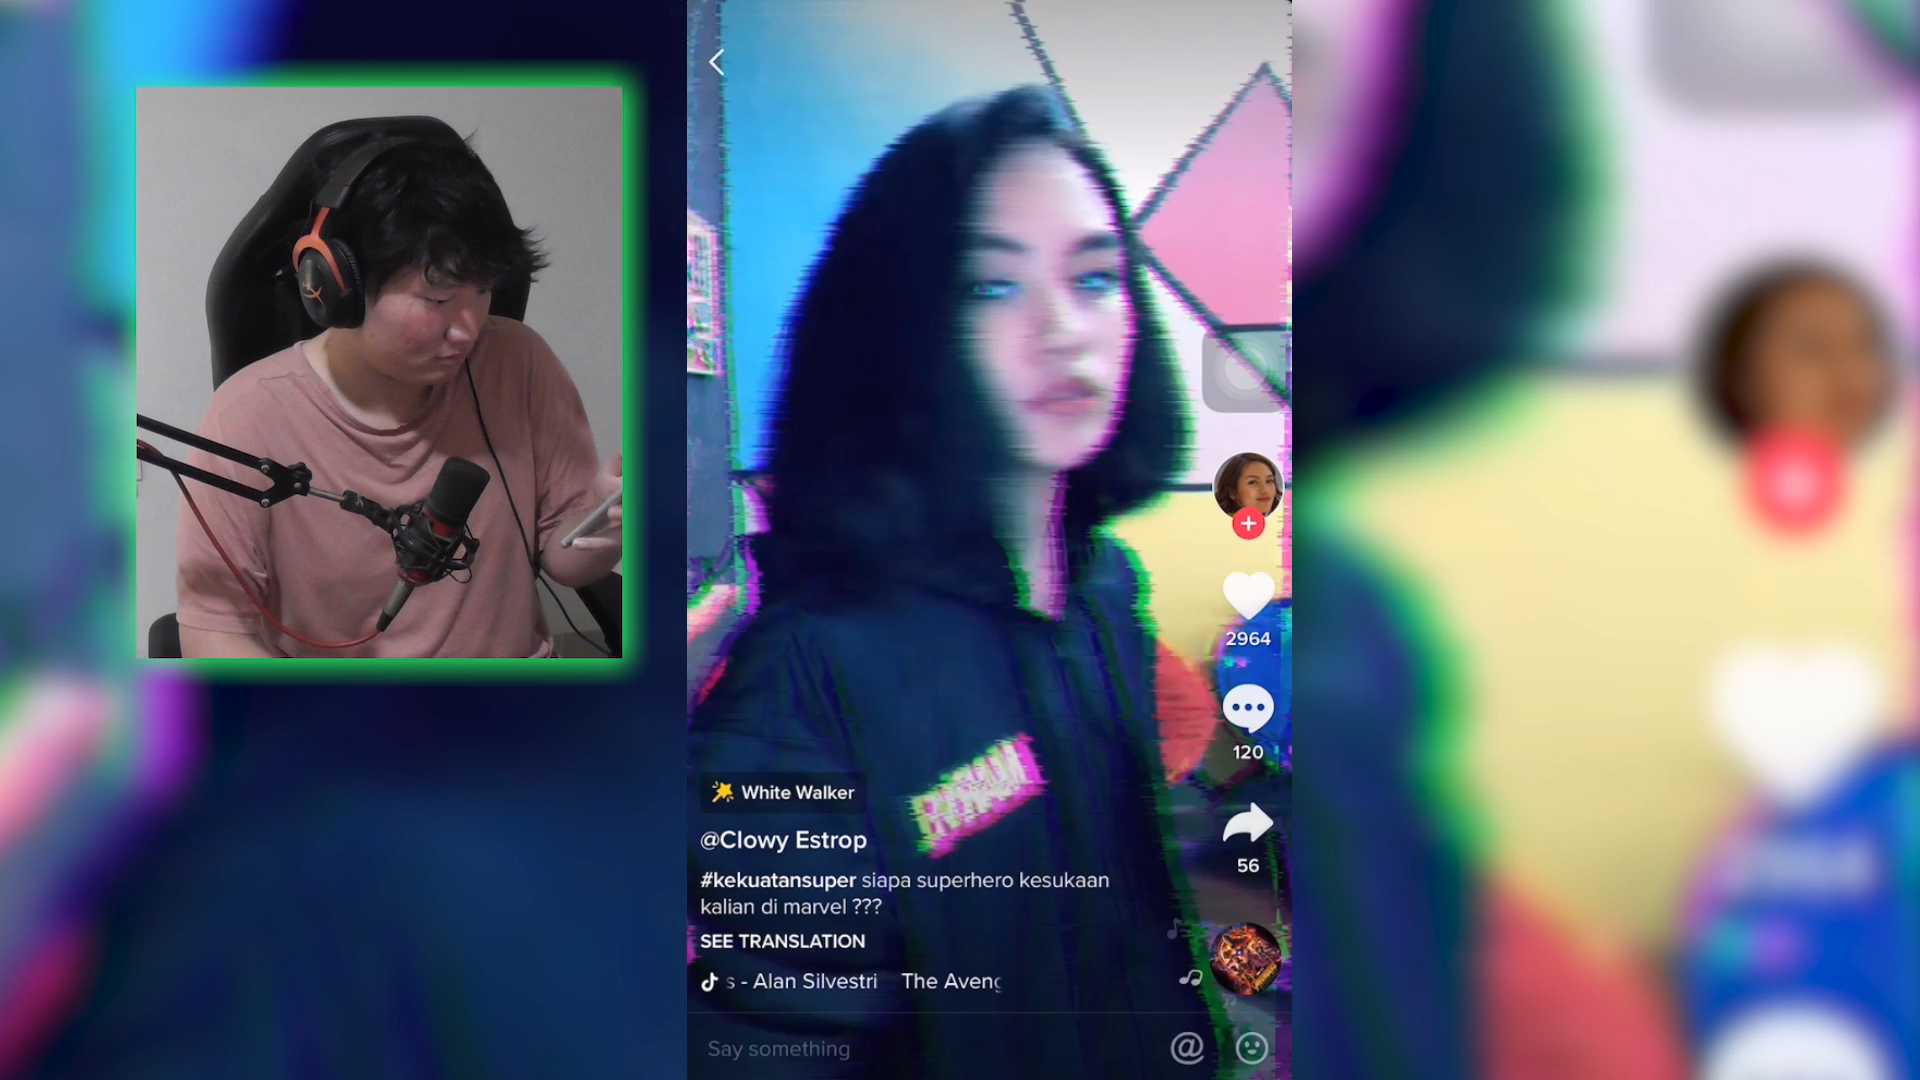 White Walker
@Clowy Estrop
#kekuatansuper siapa superhero kesukaan
kalian di marvel ???
SEE TRANSLATION
s - Alan Silvestri The Aveng
Say something
2964
120
56